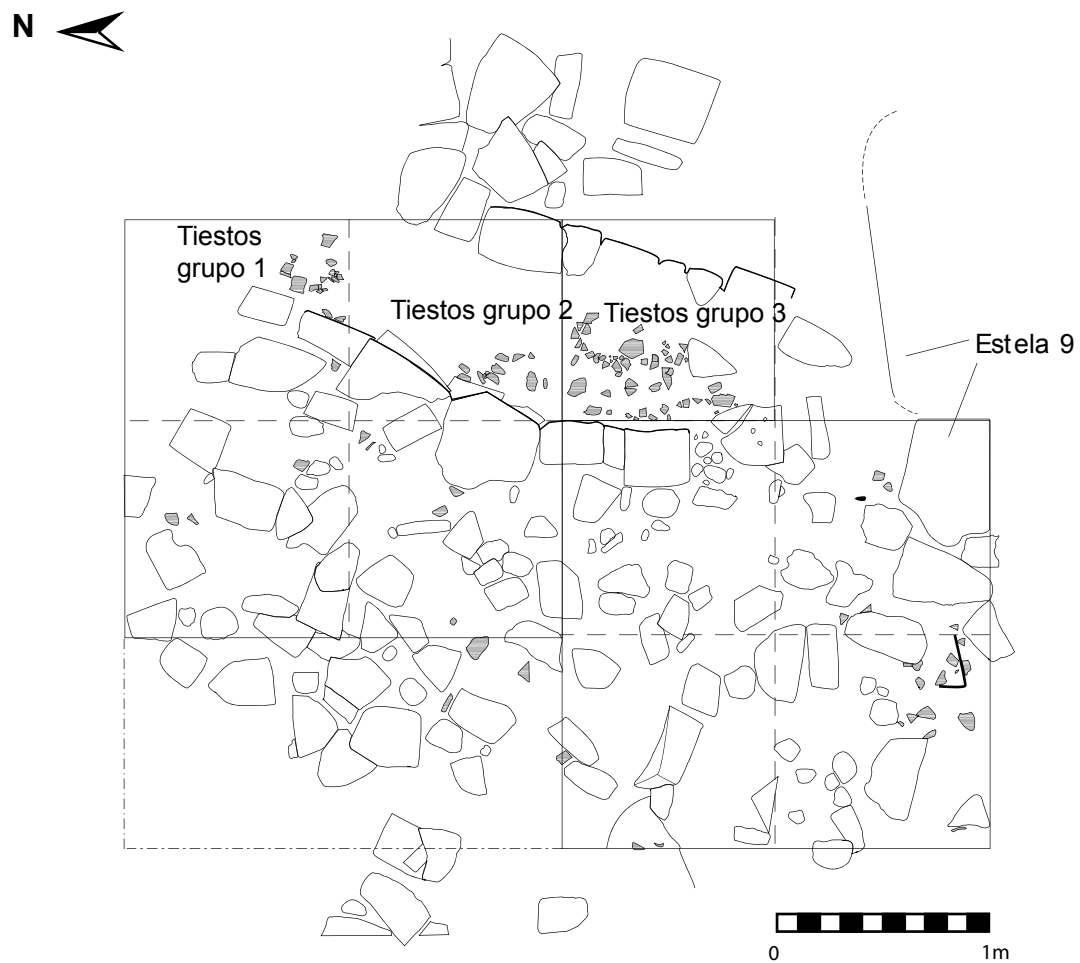 N
Tiestos
grupo 1
Tiestos grupo 2
Tiestos grupo 3
Estela 9
0
1m